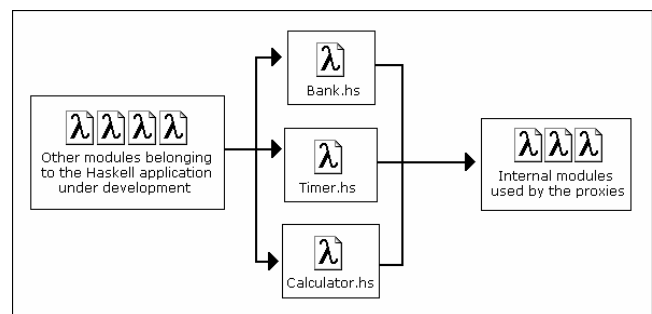 λ
Bank.hs
λ λ λ λ
Other modules belonging
to the Haskell application
under development
λ
Timer.hs
λ λ λ
Internal modules
used by the proxies
λ
Calculator.hs